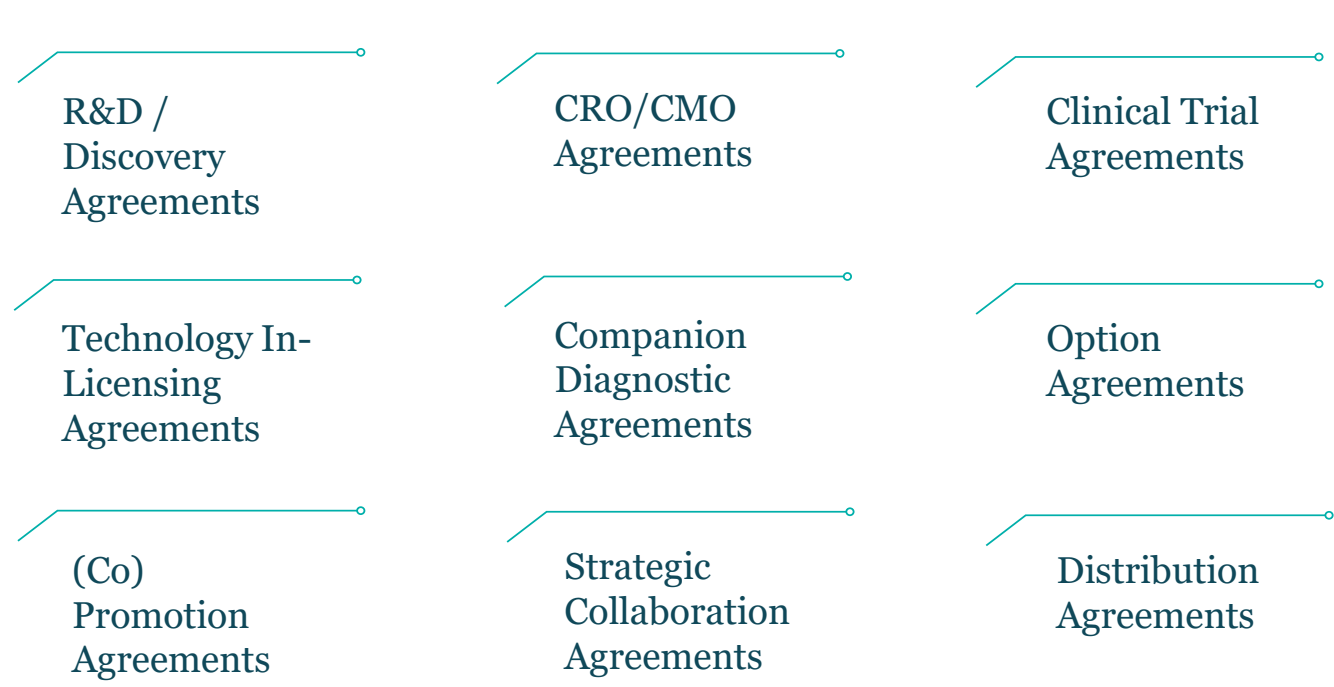 R&D /
Discovery
Agreements
CRO/CMO
Agreements
Clinical Trial
Agreements
Technology In-
Licensing
Agreements
Companion
Diagnostic
Agreements
Option
Agreements
(Co)
Promotion
Agreements
Strategic
Collaboration
Agreements
Distribution
Agreements